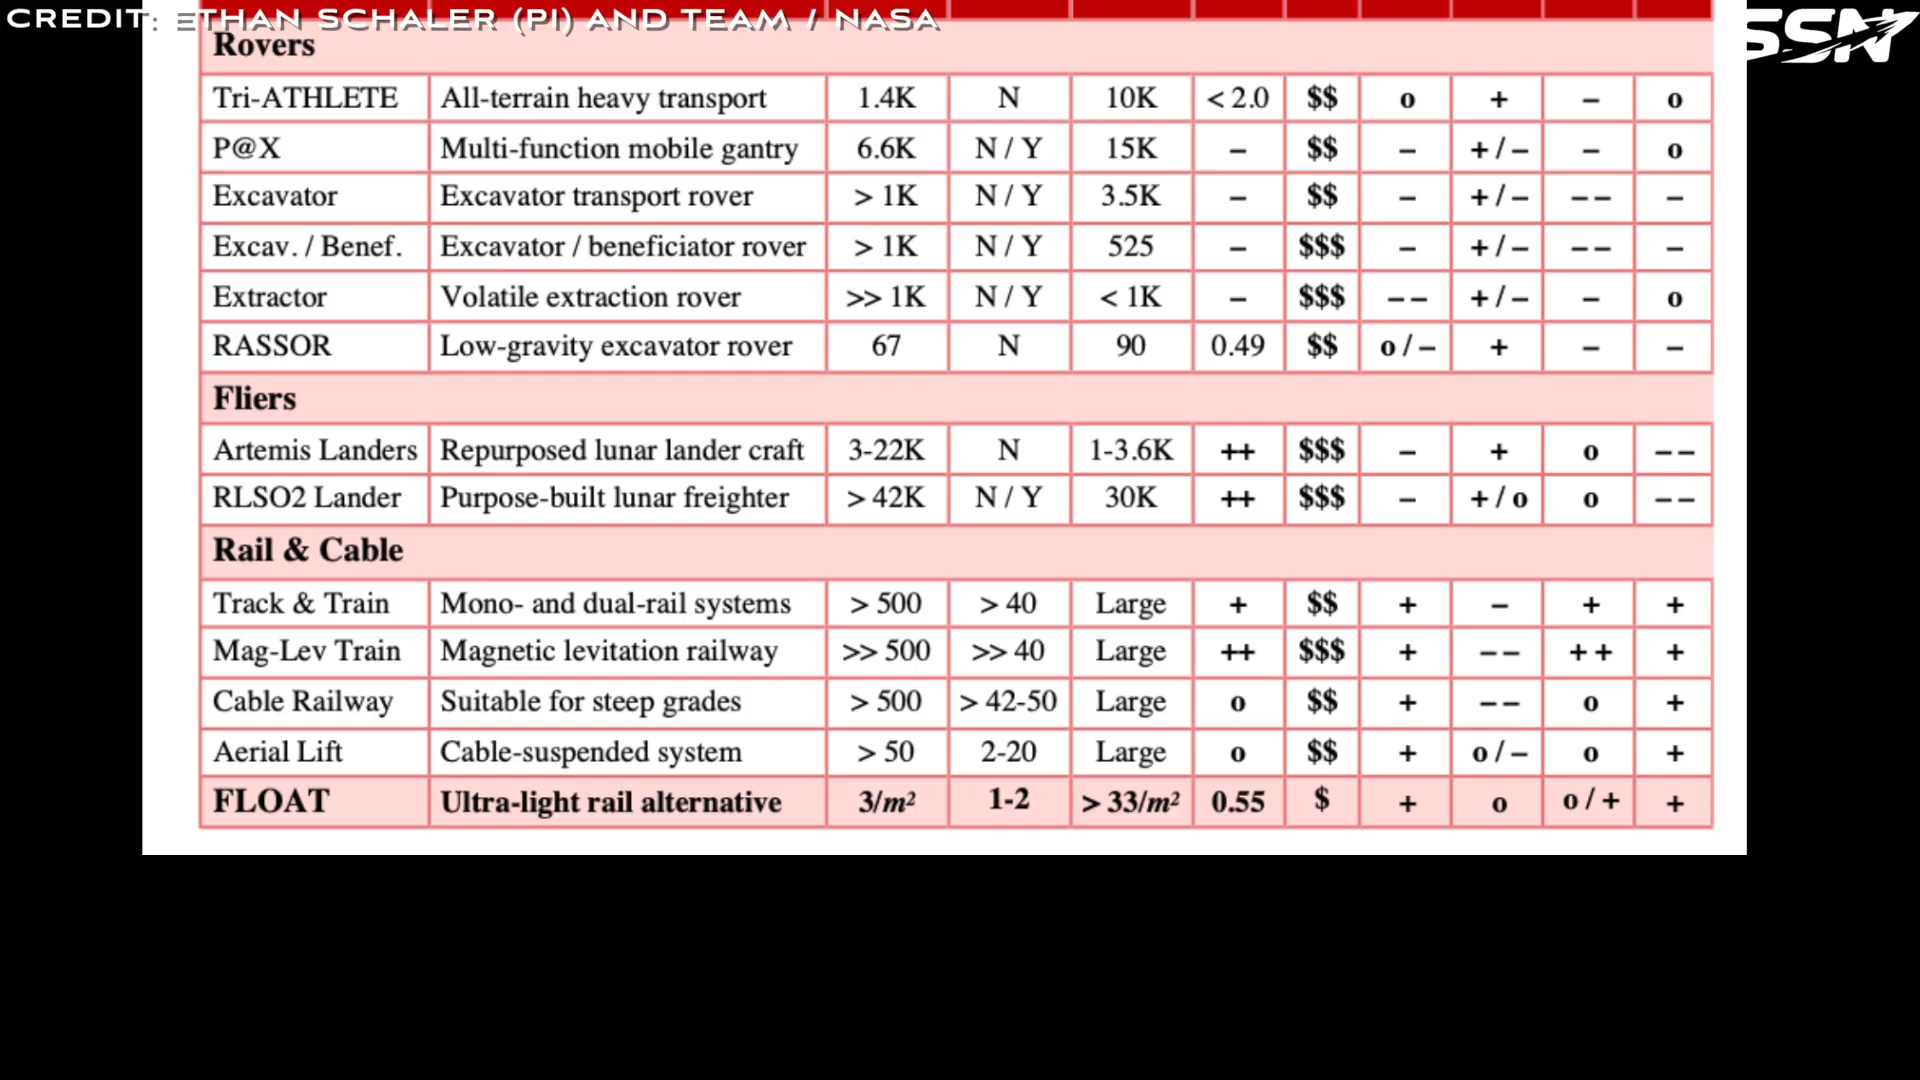 CREDIT: ETHAN SCHALER (PI) AND TEAM / NASA
SSN
Rovers
Tri-ATHLETE All-terrain heavy transport 1.4K N 10K < 2.0 $$ o + – – o
P@X Multi-function mobile gantry 6.6K N / Y 15K – $$ – + / – – o
Excavator Excavator transport rover > 1K N / Y 3.5K – $$ – + / – – – –
Excav. / Benef. Excavator / beneficiator rover > 1K N / Y 525 – $$$ – + / – – – –
Extractor Volatile extraction rover >> 1K N / Y < 1K – $$$ – – + / – – o
RASSOR Low-gravity excavator rover 67 N 90 0.49 $$ o / – + – –
Fliers
Artemis Landers Repurposed lunar lander craft 3-22K N 1-3.6K ++ $$$ – + o – –
RLSO2 Lander Purpose-built lunar freighter > 42K N / Y 30K ++ $$$ – + / o o – –
Rail & Cable
Track & Train Mono- and dual-rail systems > 500 > 40 Large + $$ + – + +
Mag-Lev Train Magnetic levitation railway >> 500 >> 40 Large ++ $$$ + – – + + +
Cable Railway Suitable for steep grades > 500 > 42-50 Large o $$ + – – o +
Aerial Lift Cable-suspended system > 50 2-20 Large o $$ + o / – o +
FLOAT Ultra-light rail alternative 3/m² 1-2 > 33/m² 0.55 $ + o o / + +